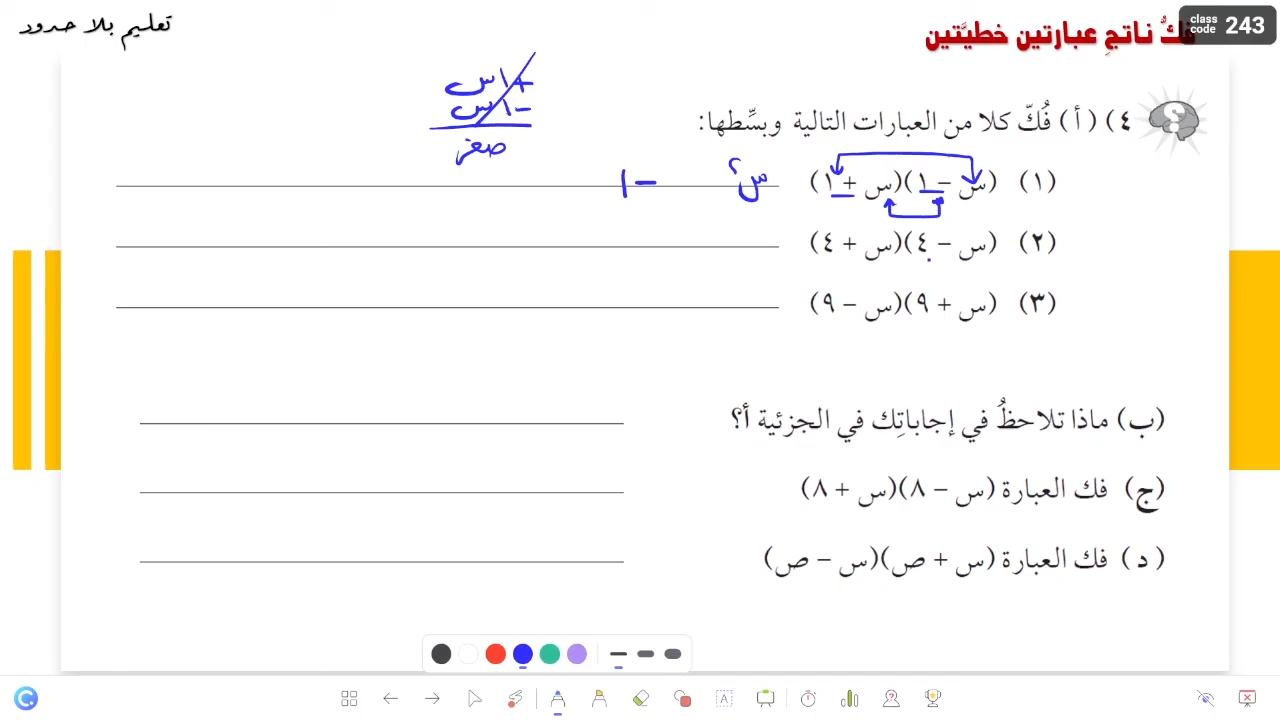 class code 243
تعليم بلا حدود
فكُّ ناتجِ عبارتين خطيَّتين
+١س
-١س
صفر
٤) (أ) فُكّ كلا من العبارات التالية وبسِّطها:
(١) (س - ١)(س + ١) س٢ - ١
(٢) (س - ٤)(س + ٤)
(٣) (س + ٩)(س - ٩)
(ب) ماذا تلاحظُ في إجاباتِك في الجزئية أ؟
(ج) فك العبارة (س - ٨)(س + ٨)
(د) فك العبارة (س + ص)(س - ص)
A